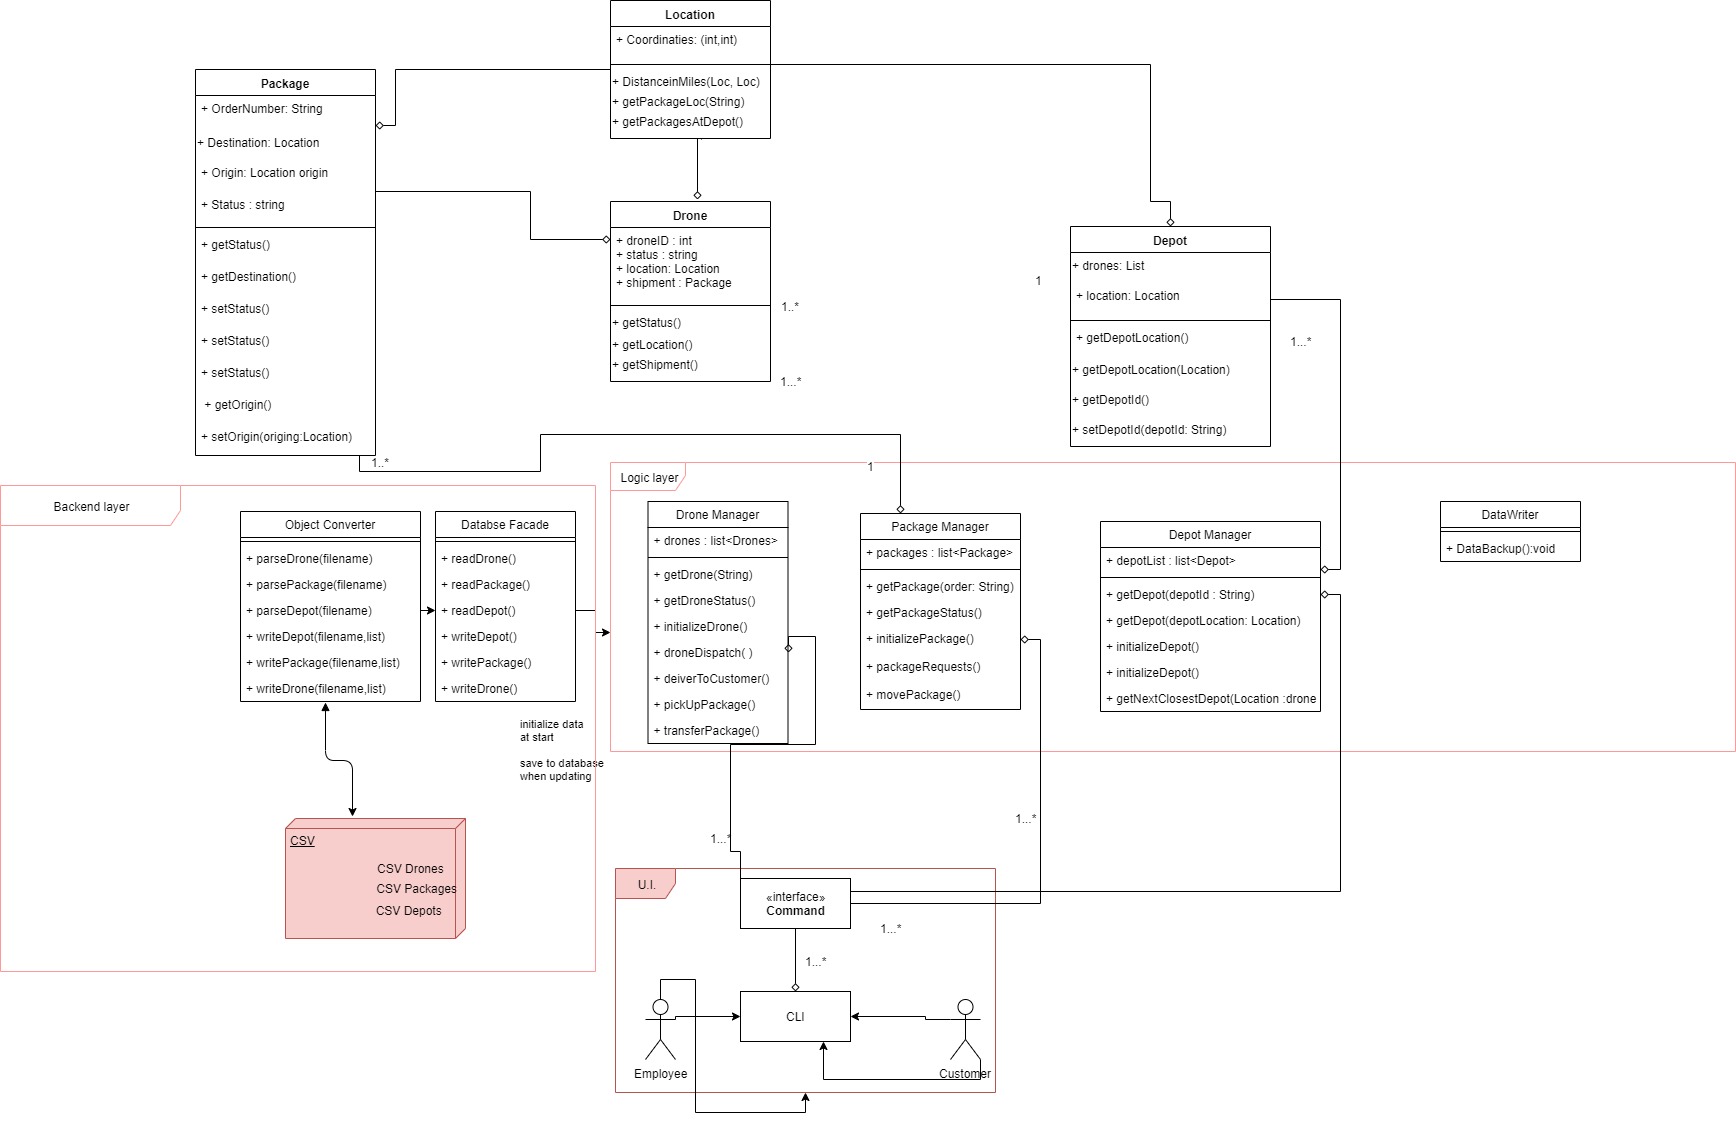 Location
+ Coordinaties: (int,int)
+ DistanceinMiles(Loc, Loc)
+ getPackageLoc(String)
+ getPackagesAtDepot()
Package
+ OrderNumber: String
+ Destination: Location
+ Origin: Location origin
+ Status : string
+ getStatus()
+ getDestination()
+ setStatus()
+ setStatus()
+ setStatus()
+ getOrigin()
+ setOrigin(origing:Location)
1..*
Drone
+ droneID : int
+ status : string
+ location: Location
+ shipment : Package
1..*
+ getStatus()
+ getLocation()
+ getShipment()
1...*
Depot
+ drones: List
1
+ location: Location
+ getDepotLocation()
1...*
+ getDepotLocation(Location)
+ getDepotId()
+ setDepotId(depotId: String)
Backend layer
Object Converter
+ parseDrone(filename)
+ parsePackage(filename)
+ parseDepot(filename)
+ writeDepot(filename,list)
+ writePackage(filename,list)
+ writeDrone(filename,list)
Databse Facade
+ readDrone()
+ readPackage()
+ readDepot()
+ writeDepot()
+ writePackage()
+ writeDrone()
initialize data
at start
save to database
when updating
CSV
CSV Drones
CSV Packages
CSV Depots
Logic layer
1
Drone Manager
+ drones : list<Drones>
+ getDrone(String)
+ getDroneStatus()
+ initializeDrone()
+ droneDispatch( )
+ deiverToCustomer()
+ pickUpPackage()
+ transferPackage()
Package Manager
+ packages : list<Package>
+ getPackage(order: String)
+ getPackageStatus()
+ initializePackage()
+ packageRequests()
+ movePackage()
Depot Manager
+ depotList : list<Depot>
+ getDepot(depotId : String)
+ getDepot(depotLocation: Location)
+ initializeDepot()
+ initializeDepot()
+ getNextClosestDepot(Location :drone
DataWriter
+ DataBackup():void
1...*
1...*
U.I.
«interface»
Command
1...*
1...*
CLI
Employee
Customer